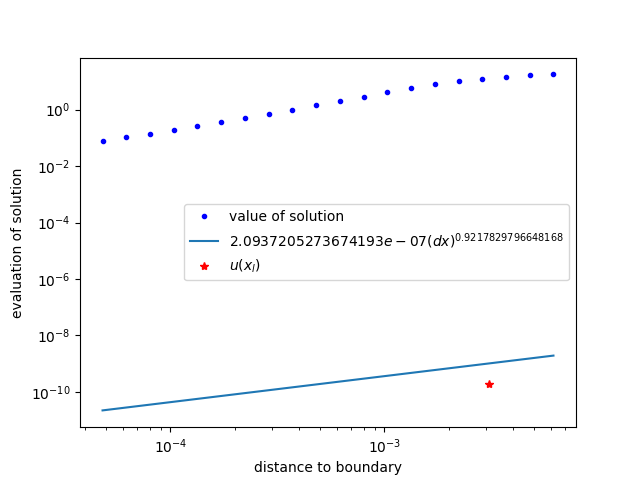 10^0
10^{-2}
10^{-4}
10^{-6}
10^{-8}
10^{-10}
evaluation of solution
value of solution
2.0937205273674193e − 07(dx)^{0.9217829796648168}
u(x_l)
10^{-4}
10^{-3}
distance to boundary